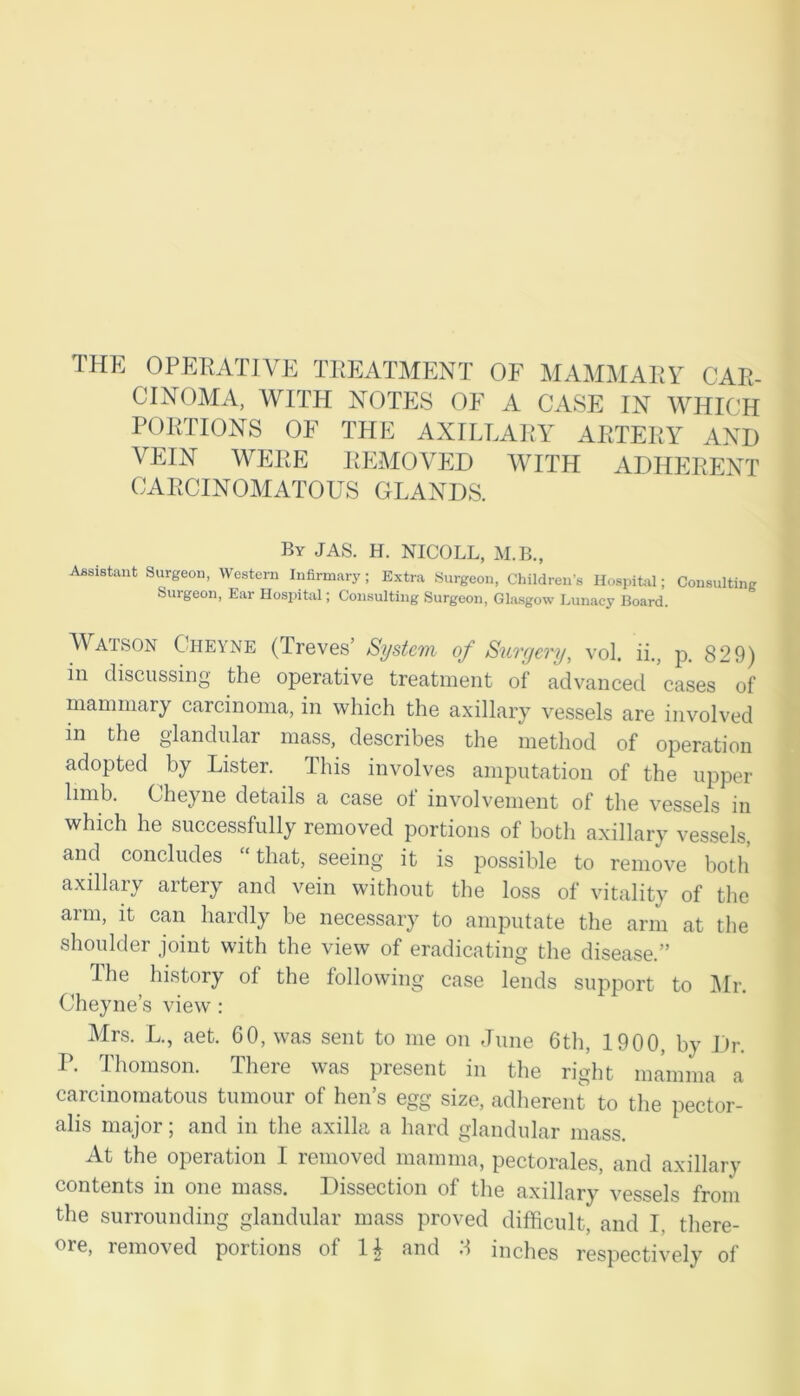 THE OPERATIVE TREATMENT OF MAMMARY CAR-
CINOMA, WITH NOTES OF A CASE IN WHICH
PORTIONS OF THE AXILLARY ARTERY AND
VEIN WERE REMOVED WITH ADHERENT
CARCINOMATOUS GLANDS.
By JAS. H. NICOLL, M.B.,
Assistant Surgeon, Western Infirmary; Extra Surgeon, Children's Hospital; Consulting
Surgeon, Ear Hospital; Consulting Surgeon, Glasgow Lunacy Board.
Watson Cheyne (Treves' System of Surgery, vol. ii., p. 829)
in discussing the operative treatment of advanced cases of
mammary carcinoma, in which the axillary vessels are involved
in the glandular mass, describes the method of operation
adopted by Lister. This involves amputation of the upper
limb. Cheyne details a case of involvement of the vessels in
which he successfully removed portions of both axillary vessels,
and concludes “that, seeing it is possible to remove both
axillary artery and vein without the loss of vitality of the
arm, it can hardly be necessary to amputate the arm at the
shoulder joint with the view of eradicating the disease.”
The history of the following case lends support to Mr.
Cheyne's view:
Mrs. L., aet. 60, was sent to me on June 6th, 1900, by Dr.
P. Thomson. There was present in the right mamma a
carcinomatous tumour of hen's egg size, adherent to the pector-
alis major; and in the axilla a hard glandular mass.
At the operation I removed mamma, pectorales, and axillary
contents in one mass. Dissection of the axillary vessels from
the surrounding glandular mass proved difficult, and I, there-
ore, removed portions of 1½ and 3 inches respectively of